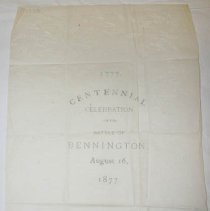 1777.
CENTENNIAL
CELEBRATION
OF THE
BATTLE OF
BENNINGTON.
August 16,
1877.